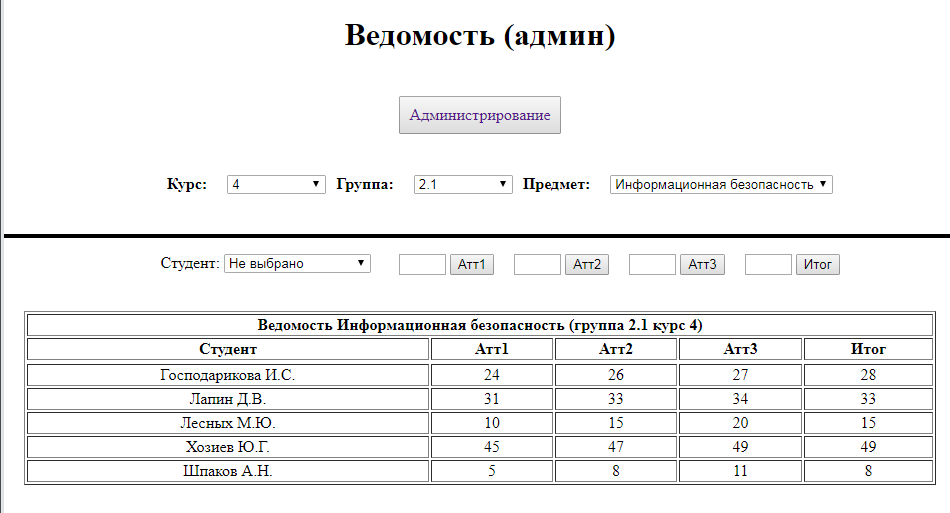 Ведомость (админ)
Администрирование
Курс: 4 Группа: 2.1 Предмет: Информационная безопасность
Студент: Не выбрано Атт1 Атт2 Атт3 Итог
Ведомость Информационная безопасность (группа 2.1 курс 4)
Студент Атт1 Атт2 Атт3 Итог
Господарикова И.С. 24 26 27 28
Лапин Д.В. 31 33 34 33
Лесных М.Ю. 10 15 20 15
Хозиев Ю.Г. 45 47 49 49
Шпаков А.Н. 5 8 11 8